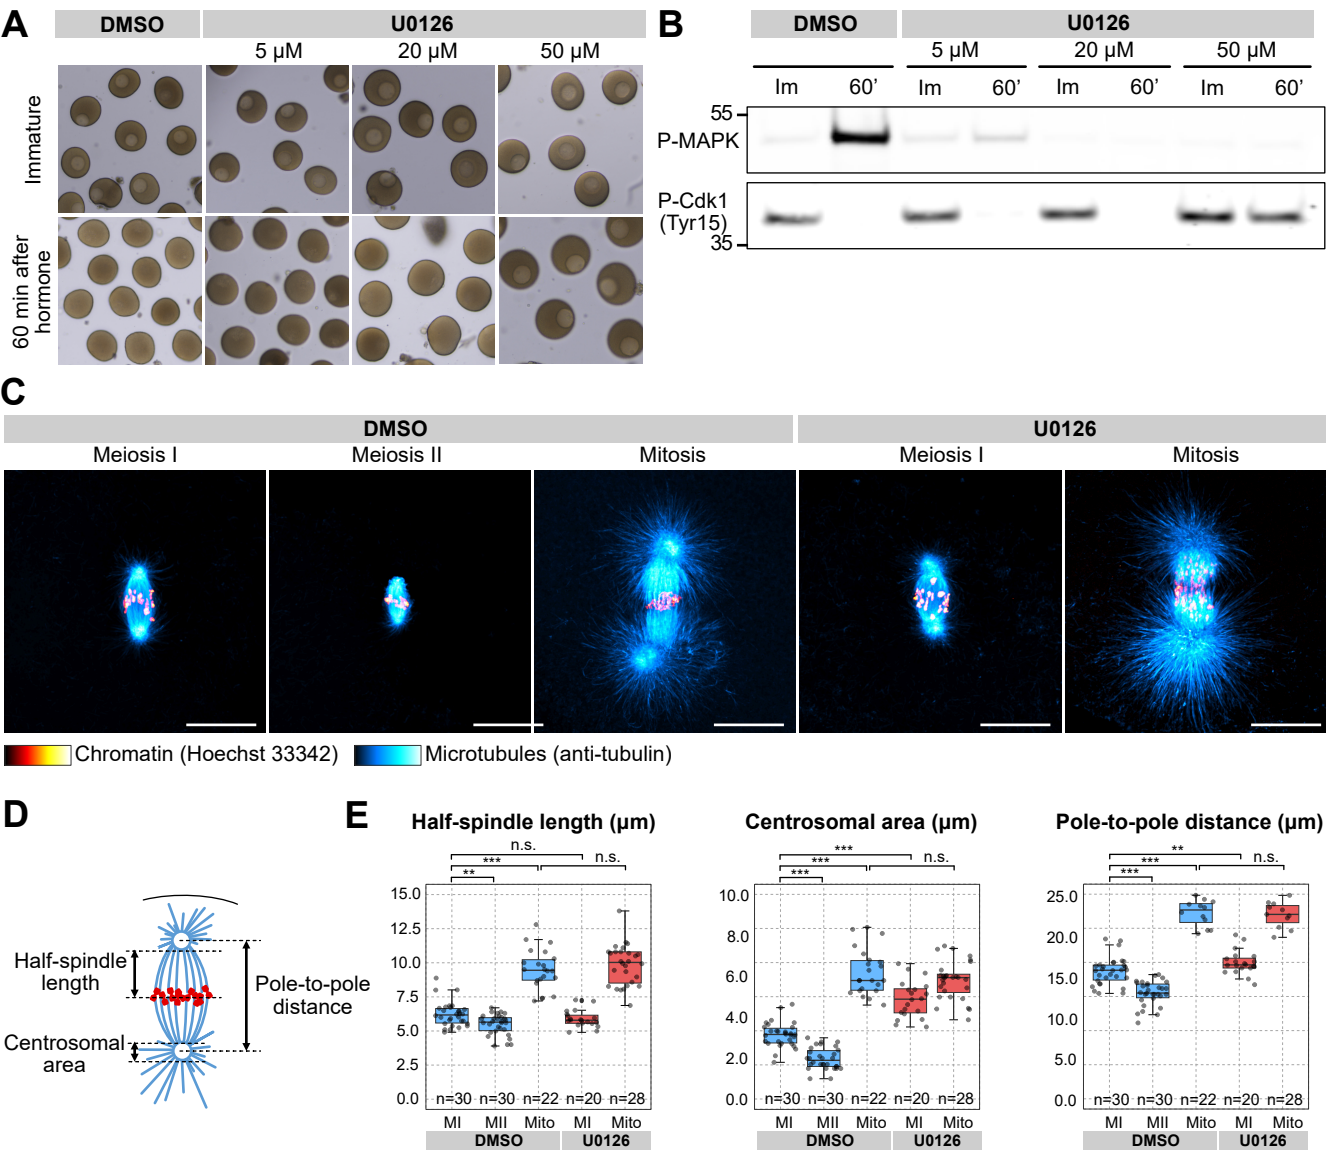 A
DMSO
U0126
5 µM
20 µM
50 µM
Immature
60 min after
hormone
B
DMSO
U0126
5 µM
20 µM
50 µM
Im
60’
Im
60’
Im
60’
Im
60’
55
P-MAPK
P-Cdk1
(Tyr15)
35
C
DMSO
U0126
Meiosis I
Meiosis II
Mitosis
Meiosis I
Mitosis
Chromatin (Hoechst 33342)
Microtubules (anti-tubulin)
D
Half-spindle
length
Pole-to-pole
distance
Centrosomal
area
E
Half-spindle length (µm)
n.s.
***
n.s.
**
15.0
12.5
10.0
7.5
5.0
2.5
0.0
n=30
n=30
n=22
n=20
n=28
MI
MII
Mito
MI
Mito
DMSO
U0126
Centrosomal area (µm)
***
***
n.s.
***
10.0
8.0
6.0
4.0
2.0
0.0
n=30
n=30
n=22
n=20
n=28
MI
MII
Mito
MI
Mito
DMSO
U0126
Pole-to-pole distance (µm)
**
***
n.s.
***
25.0
20.0
15.0
10.0
5.0
0.0
n=30
n=30
n=22
n=20
n=28
MI
MII
Mito
MI
Mito
DMSO
U0126